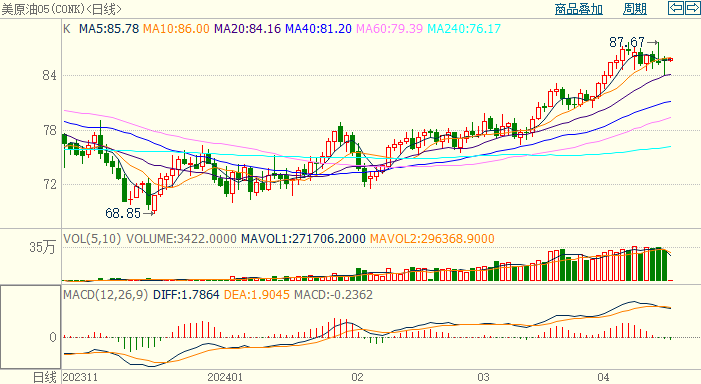 美原油05(CONK)<日线> 商品叠加 周期
K MA5:85.78 MA10:86.00 MA20:84.16 MA40:81.20 MA60:79.39 MA240:76.17
87.67
84
78
72
68.85
VOL(5,10) VOLUME:3422.0000 MAVOL1:271706.2000 MAVOL2:296368.9000
35万
MACD(12,26,9) DIFF:1.7864 DEA:1.9045 MACD:-0.2362
0
日线 202311 202401 02 03 04